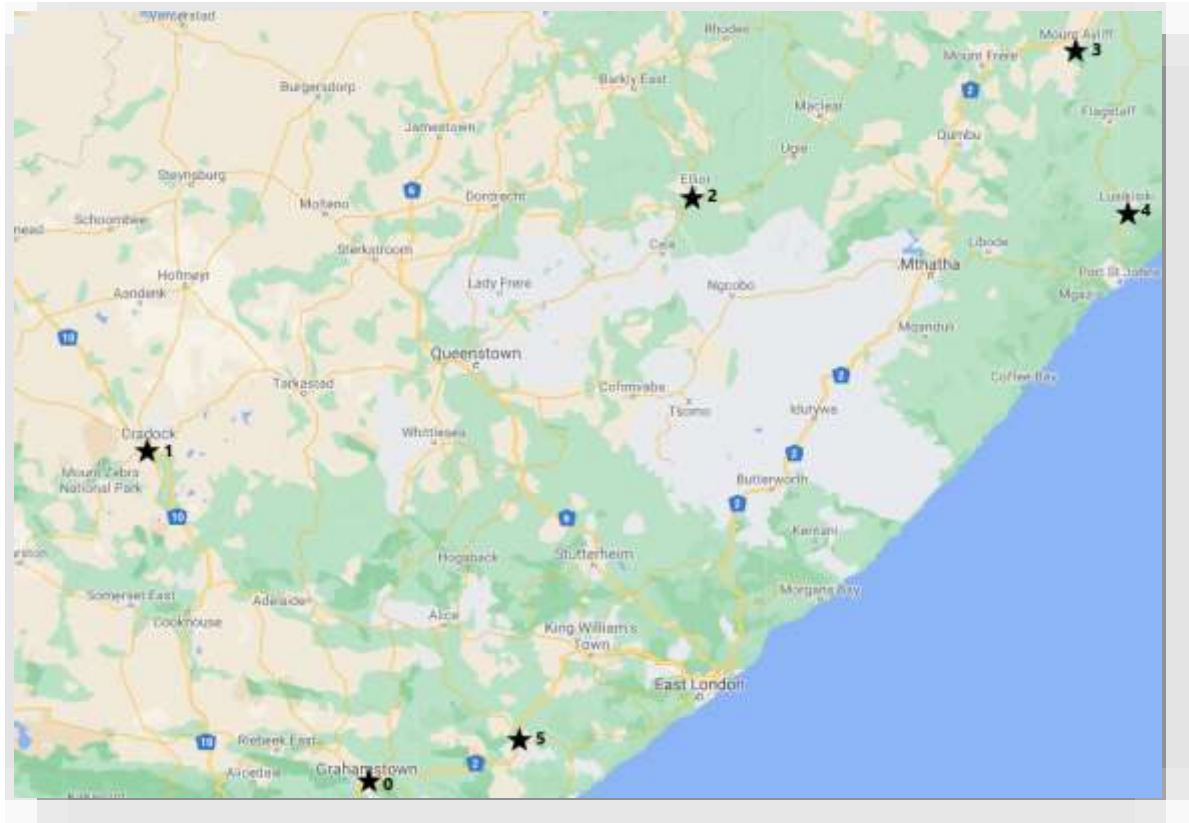 Venterstad
Rhodes
Mount Ayliff
3
Mount Frere
Barkly East
Burgersdorp
2
Maclear
Flagstaff
Jamestown
Qumbu
Ugie
Steynsburg
Elliot
6
2
Molteno
Dordrecht
Lusikisiki
4
Schoombee
Sterkstroom
Cala
Libode
Hofmeyr
Mthatha
Port St Johns
Lady Frere
Ngcobo
Aandenk
Mqanduli
10
Queenstown
Tarkastad
2
Coffee Bay
Cofimvaba
Tsomo
Idutywa
Cradock
Whittlesea
1
2
Mount Zebra
National Park
Butterworth
2
10
6
Kentani
Hogsback
Stutterheim
Somerset East
Adelaide
Morgans Bay
Cookhouse
Alice
King William's
Town
East London
5
10
Riebeek East
2
Alicedale
Grahamstown
0